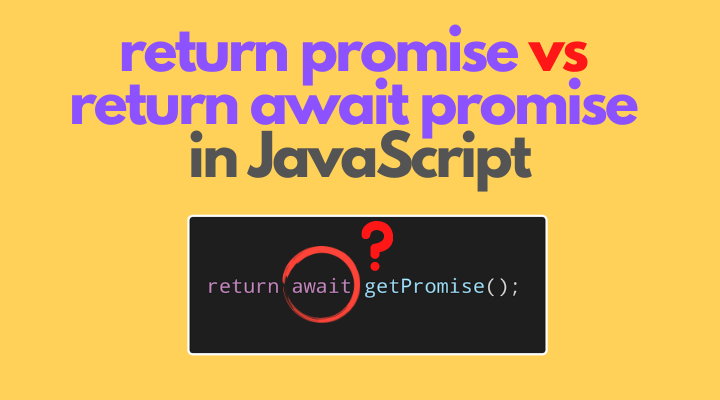 return promise vs
return await promise
in JavaScript
?
return await getPromise();